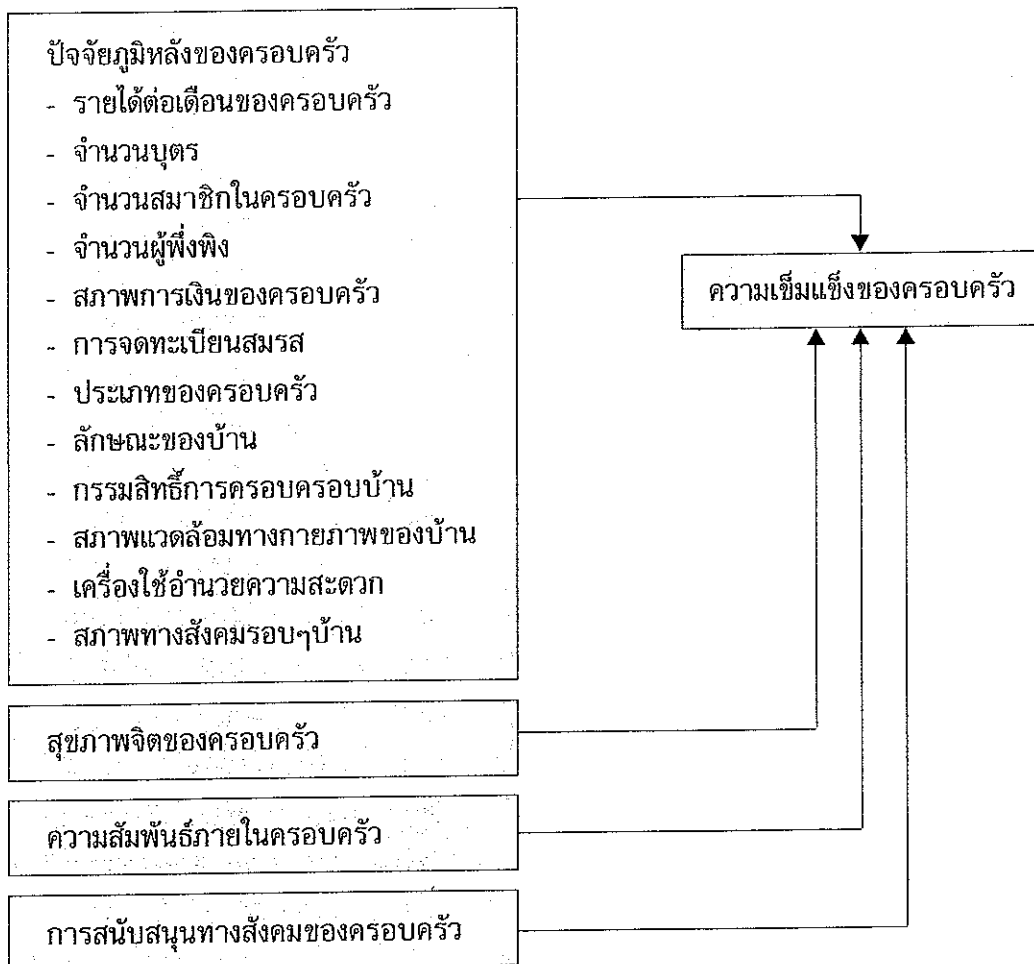 ปัจจัยภูมิหลังของครอบครัว
- รายได้ต่อเดือนของครอบครัว
- จำนวนบุตร
- จำนวนสมาชิกในครอบครัว
- จำนวนผู้พึ่งพิง
- สภาพการเงินของครอบครัว
- การจดทะเบียนสมรส
- ประเภทของครอบครัว
- ลักษณะของบ้าน
- กรรมสิทธิ์การครอบครอบบ้าน
- สภาพแวดล้อมทางกายภาพของบ้าน
- เครื่องใช้อำนวยความสะดวก
- สภาพทางสังคมรอบๆบ้าน
ความเข็มแข็งของครอบครัว
สุขภาพจิตของครอบครัว
ความสัมพันธ์ภายในครอบครัว
การสนับสนุนทางสังคมของครอบครัว